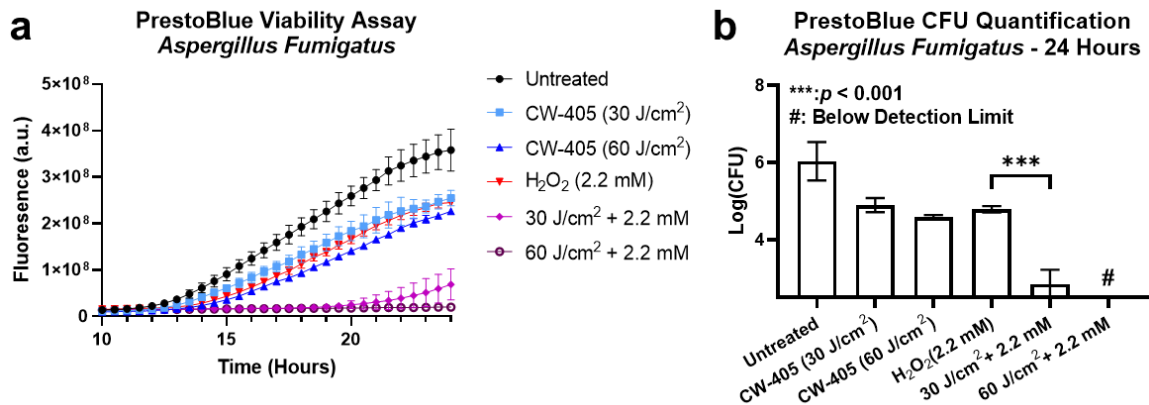 a
PrestoBlue Viability Assay
Aspergillus Fumigatus
5×10⁸
4×10⁸
3×10⁸
2×10⁸
1×10⁸
0
Fluoresence (a.u.)
10
15
20
Time (Hours)
Untreated
CW-405 (30 J/cm²)
CW-405 (60 J/cm²)
H₂O₂ (2.2 mM)
30 J/cm² + 2.2 mM
60 J/cm² + 2.2 mM
b
PrestoBlue CFU Quantification
Aspergillus Fumigatus - 24 Hours
***:p < 0.001
#: Below Detection Limit
8
6
4
Log(CFU)
***
#
Untreated
CW-405 (30 J/cm²)
CW-405 (60 J/cm²)
H₂O₂(2.2 mM)
30 J/cm²+ 2.2 mM
60 J/cm²+ 2.2 mM